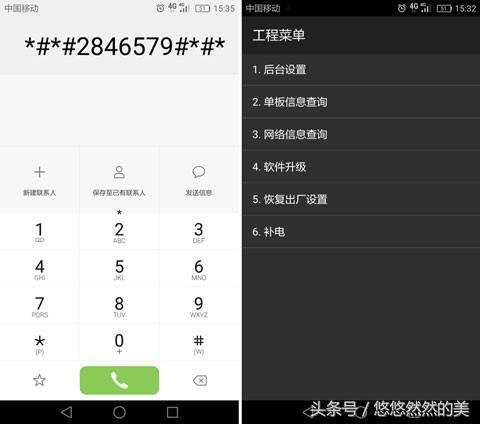 中国移动 4G 51 15:35
*#*#2846579#*#*
新建联系人 保存至已有联系人 发送信息
*
1 2 3
ABC DEF
4 5 6
GHI JKL MNO
7 8 9
PQRS TUV WXYZ
* 0 #
(P) + (W)
中国移动 4G 51 15:32
工程菜单
1. 后台设置
2. 单板信息查询
3. 网络信息查询
4. 软件升级
5. 恢复出厂设置
6. 补电
头条号 / 悠悠然然的美